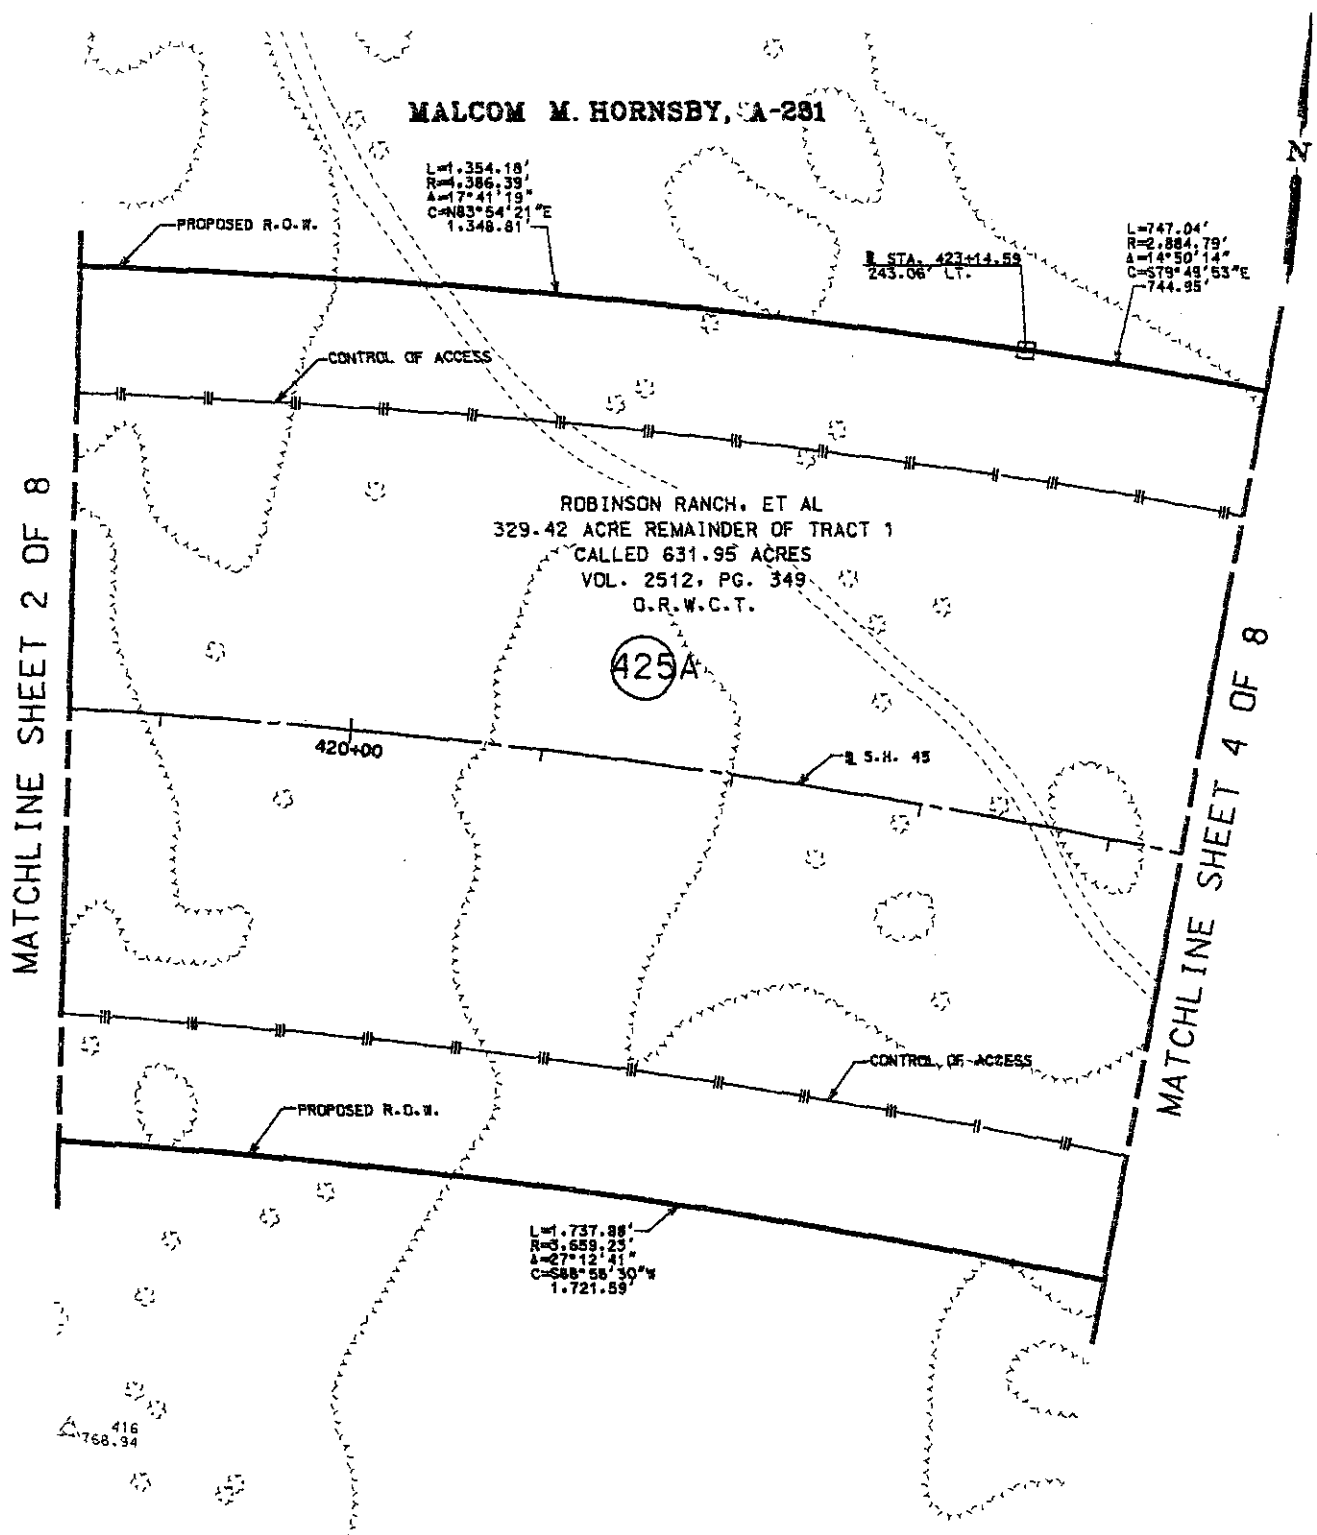 MALCOM M. HORNSBY, A-281
L=1,354.18'
R=4,386.39'
Δ=17°41'19"
C=N83°54'21"E
1,348.81'
PROPOSED R.O.W.
L=747.04'
R=2,884.79'
Δ=14°50'14"
C=S79°49'53"E
744.95'
STA. 423+14.59
243.06' LT.
N
CONTROL OF ACCESS
ROBINSON RANCH, ET AL
329.42 ACRE REMAINDER OF TRACT 1
CALLED 631.95 ACRES
VOL. 2512, PG. 349
O.R.W.C.T.
425A
MATCHLINE SHEET 2 OF 8
MATCHLINE SHEET 4 OF 8
420+00
S.H. 45
CONTROL OF ACCESS
PROPOSED R.O.W.
L=1,737.88'
R=3,659.23'
Δ=27°12'41"
C=S88°58'30"W
1,721.59'
416
768.94